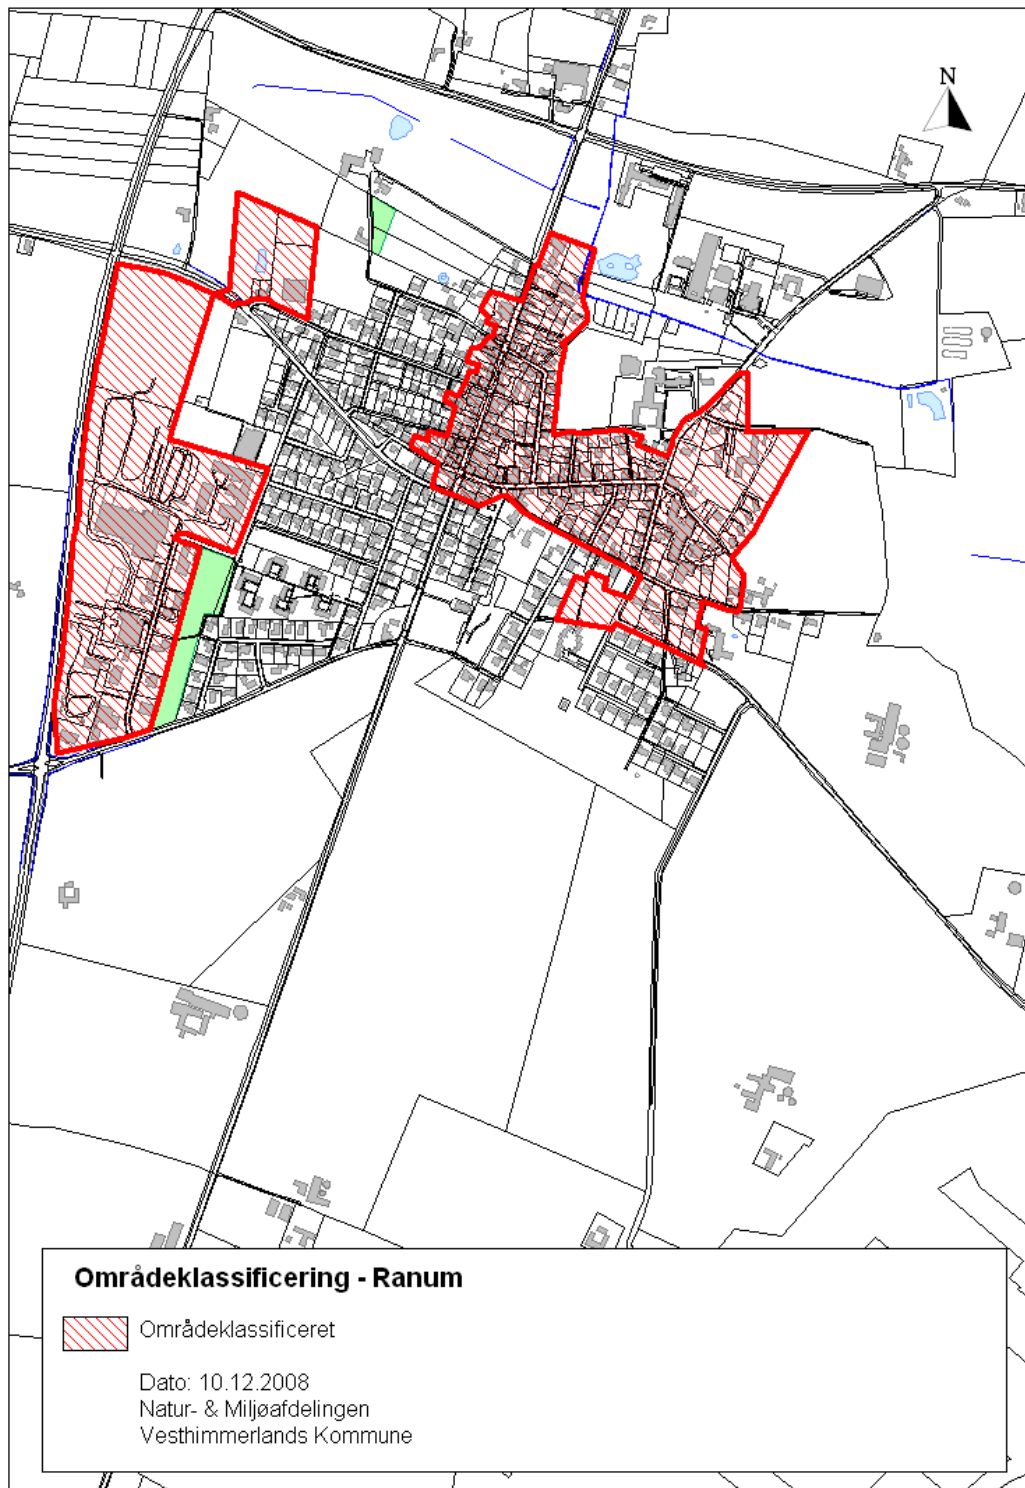 N
Områdeklassificering - Ranum
Områdeklassificeret
Dato: 10.12.2008
Natur- & Miljøafdelingen
Vesthimmerlands Kommune